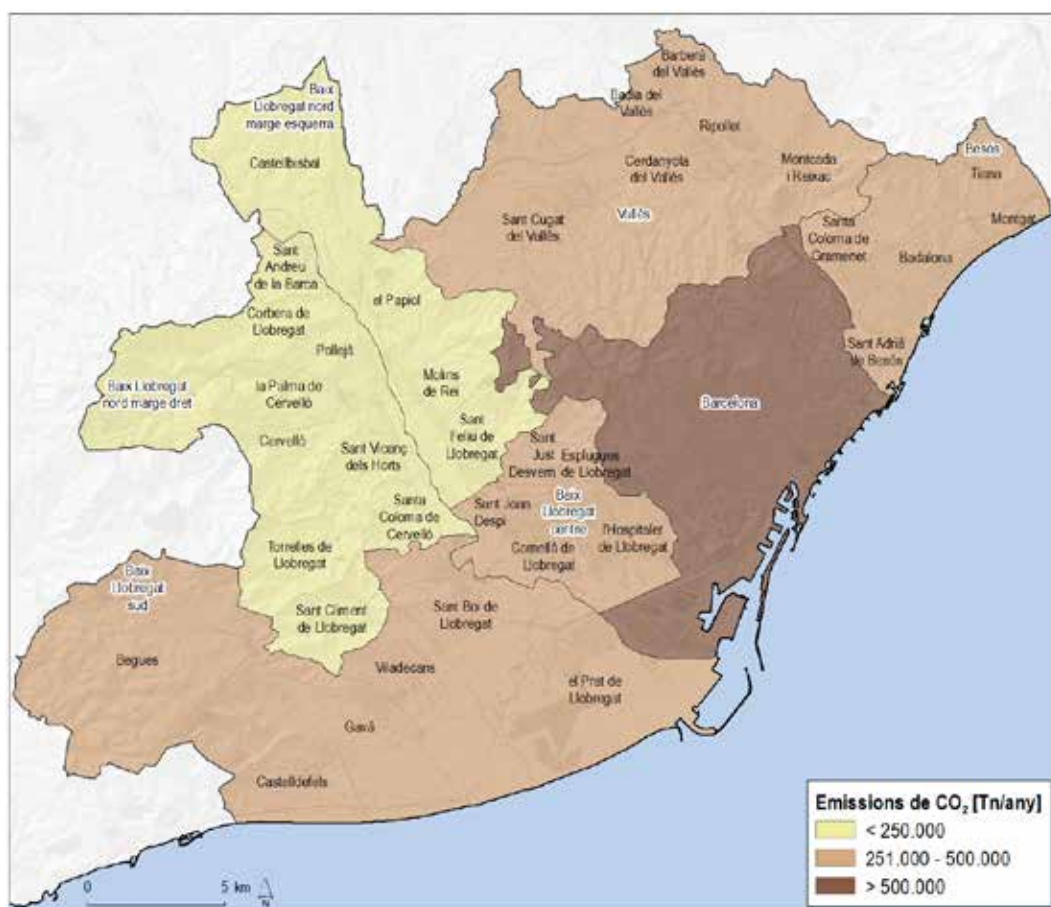 Barberà
del Vallès
Baix
Llobregat nord
marge esquerra
Badia del
Vallès
Ripollet
Castellbisbal
Cerdanyola
del Vallès
Montcada
i Reixac
Besòs
Tiana
Sant Cugat
del Vallès
Vallès
Santa
Coloma de
Gramenet
Montgat
Sant
Andreu
de la Barca
Badalona
el Papiol
Corbera de
Llobregat
Pallejà
Sant Adrià
de Besòs
Molins
de Rei
Baix Llobregat
nord marge dret
la Palma de
Cervelló
Barcelona
Sant
Feliu de
Llobregat
Cervelló
Sant Vicenç
dels Horts
Sant
Just
Desvern
Esplugues
de Llobregat
Santa
Coloma de
Cervelló
Sant Joan
Despí
Baix
Llobregat
centre
l'Hospitalet
de Llobregat
Cornellà de
Llobregat
Torrelles de
Llobregat
Baix
Llobregat
sud
Sant Climent
de Llobregat
Sant Boi de
Llobregat
Begues
Viladecans
el Prat de
Llobregat
Gavà
Castelldefels
Emissions de CO₂ [Tn/any]
< 250.000
251.000 - 500.000
> 500.000
0 5 km
N